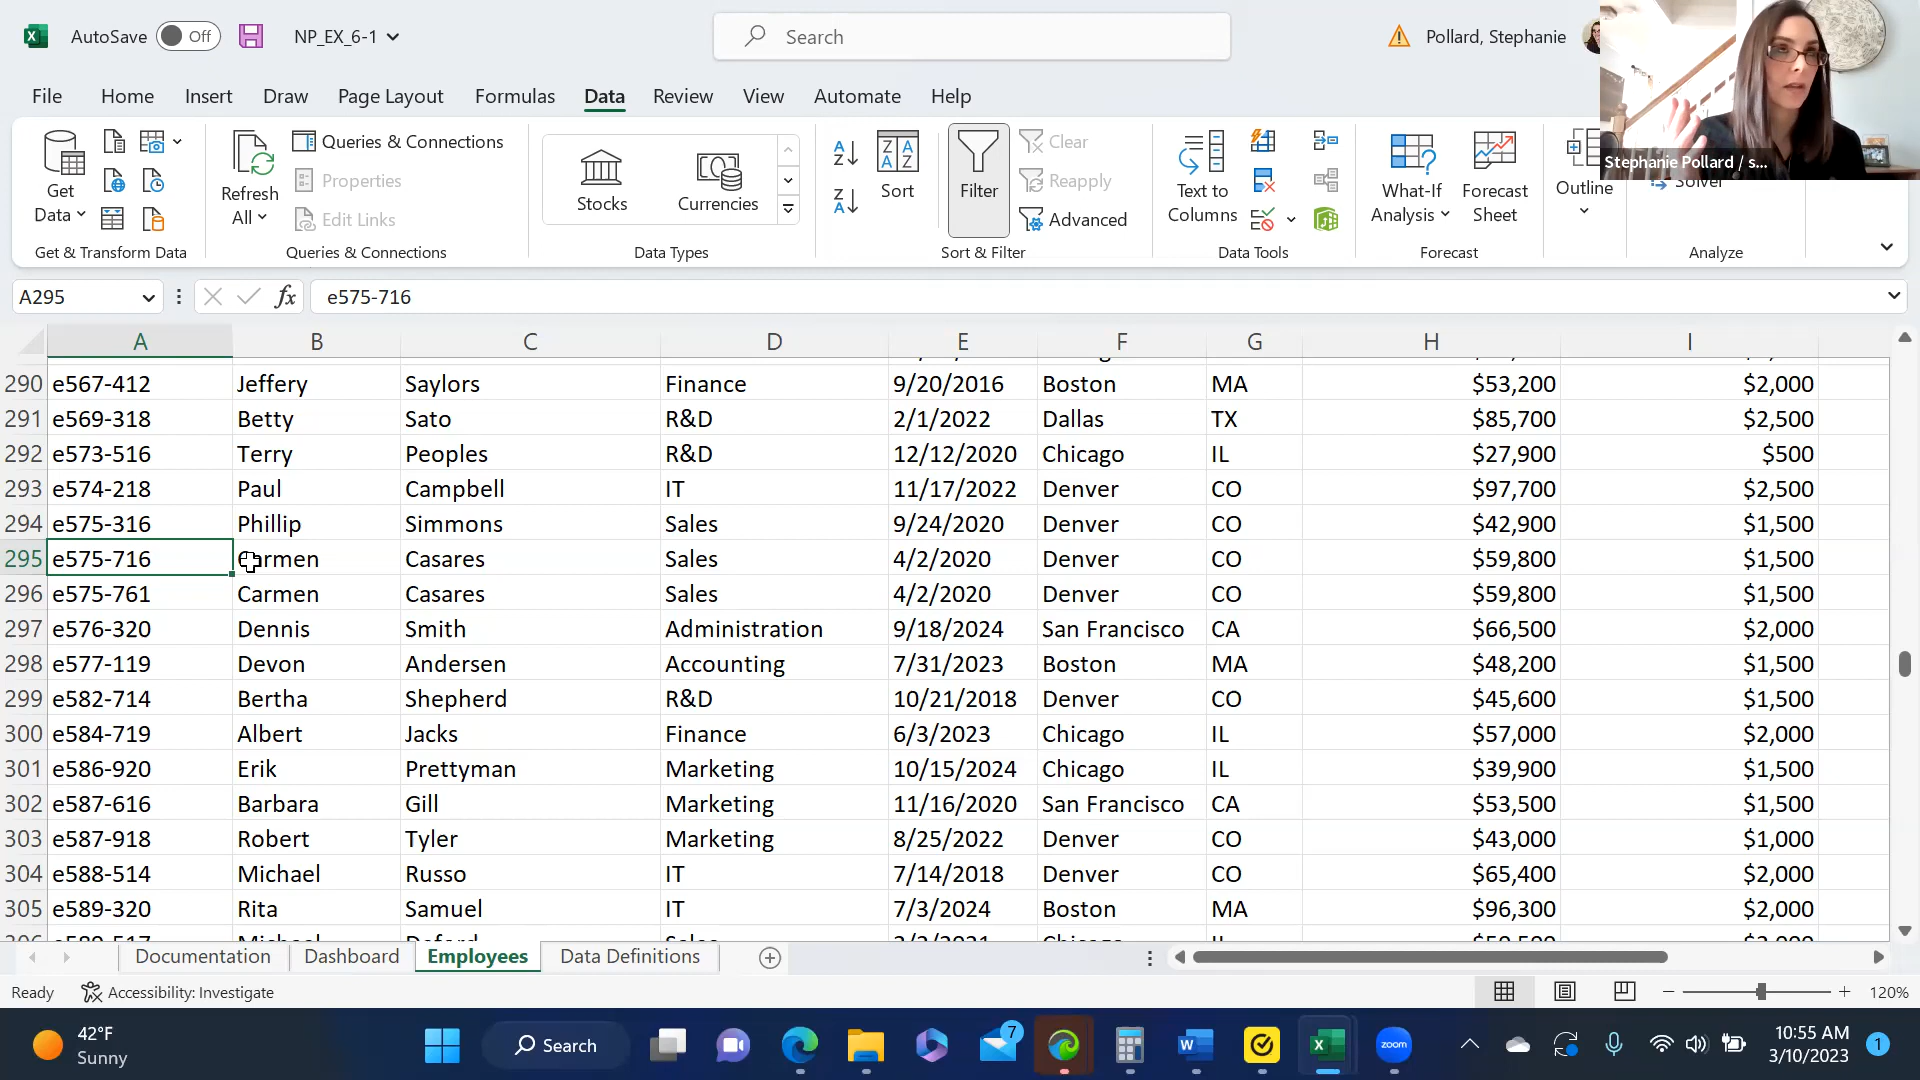 AutoSave Off NP_EX_6-1 Search Pollard, Stephanie
File Home Insert Draw Page Layout Formulas Data Review View Automate Help
Stephanie Pollard / s...
Get Data
Refresh All
Queries & Connections
Properties
Edit Links
Stocks Currencies
Sort Filter
Clear
Reapply
Advanced
Text to Columns
What-If Analysis
Forecast Sheet
Outline
Solver
Get & Transform Data Queries & Connections Data Types Sort & Filter Data Tools Forecast Analyze
A295 fx e575-716
A B C D E F G H I
290 e567-412 Jeffery Saylors Finance 9/20/2016 Boston MA $53,200 $2,000
291 e569-318 Betty Sato R&D 2/1/2022 Dallas TX $85,700 $2,500
292 e573-516 Terry Peoples R&D 12/12/2020 Chicago IL $27,900 $500
293 e574-218 Paul Campbell IT 11/17/2022 Denver CO $97,700 $2,500
294 e575-316 Phillip Simmons Sales 9/24/2020 Denver CO $42,900 $1,500
295 e575-716 Carmen Casares Sales 4/2/2020 Denver CO $59,800 $1,500
296 e575-761 Carmen Casares Sales 4/2/2020 Denver CO $59,800 $1,500
297 e576-320 Dennis Smith Administration 9/18/2024 San Francisco CA $66,500 $2,000
298 e577-119 Devon Andersen Accounting 7/31/2023 Boston MA $48,200 $1,500
299 e582-714 Bertha Shepherd R&D 10/21/2018 Denver CO $45,600 $1,500
300 e584-719 Albert Jacks Finance 6/3/2023 Chicago IL $57,000 $2,000
301 e586-920 Erik Prettyman Marketing 10/15/2024 Chicago IL $39,900 $1,500
302 e587-616 Barbara Gill Marketing 11/16/2020 San Francisco CA $53,500 $1,500
303 e587-918 Robert Tyler Marketing 8/25/2022 Denver CO $43,000 $1,000
304 e588-514 Michael Russo IT 7/14/2018 Denver CO $65,400 $2,000
305 e589-320 Rita Samuel IT 7/3/2024 Boston MA $96,300 $2,000
Documentation Dashboard Employees Data Definitions
Ready Accessibility: Investigate 120%
42°F
Sunny
Search
7
zoom
10:55 AM
3/10/2023
1